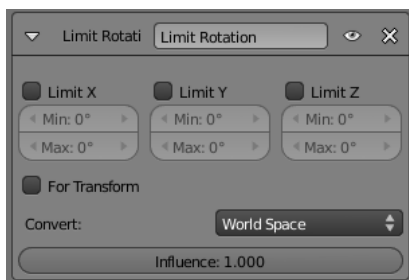 Limit Rotati Limit Rotation
Limit X Limit Y Limit Z
Min: 0° Min: 0° Min: 0°
Max: 0° Max: 0° Max: 0°
For Transform
Convert: World Space
Influence: 1.000